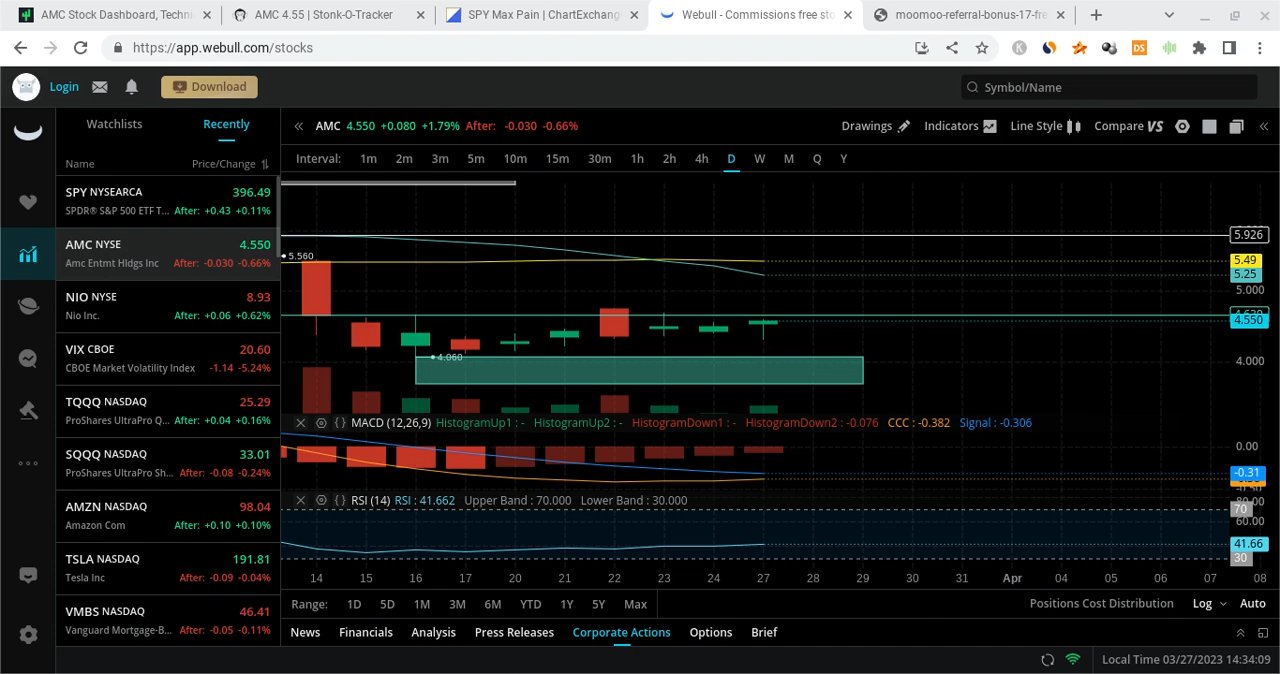 AMC Stock Dashboard, Techni
AMC 4.55 | Stonk-O-Tracker
SPY Max Pain | ChartExchang
Webull - Commissions free sto
moomoo-referral-bonus-17-fre
https://app.webull.com/stocks
Login
Download
Symbol/Name
Watchlists
Recently
AMC 4.550 +0.080 +1.79% After: -0.030 -0.66%
Drawings Indicators Line Style Compare VS
Name Price/Change
Interval: 1m 2m 3m 5m 10m 15m 30m 1h 2h 4h D W M Q Y
SPY NYSEARCA 396.49
SPDR® S&P 500 ETF T... After: +0.43 +0.11%
AMC NYSE 4.550
Amc Entmt Hldgs Inc After: -0.030 -0.66%
NIO NYSE 8.93
Nio Inc. After: +0.06 +0.62%
VIX CBOE 20.60
CBOE Market Volatility Index -1.14 -5.24%
TQQQ NASDAQ 25.29
ProShares UltraPro Q... After: +0.04 +0.16%
SQQQ NASDAQ 33.01
ProShares UltraPro Sh... After: -0.08 -0.24%
AMZN NASDAQ 98.04
Amazon Com After: +0.10 +0.10%
TSLA NASDAQ 191.81
Tesla Inc After: -0.09 -0.04%
VMBS NASDAQ 46.41
Vanguard Mortgage-B... After: -0.05 -0.11%
5.926
5.560
5.49
5.25
5.000
4.550
4.060
4.000
MACD (12,26,9) HistogramUp1 : - HistogramUp2 : - HistogramDown1 : - HistogramDown2 : -0.076 CCC : -0.382 Signal : -0.306
0.00
-0.31
RSI (14) RSI : 41.662 Upper Band : 70.000 Lower Band : 30.000
80.00
70
60.00
41.66
30
14 15 16 17 20 21 22 23 24 27 28 29 30 31 Apr 04 05 06 07 08
Range: 1D 5D 1M 3M 6M YTD 1Y 5Y Max
Positions Cost Distribution Log Auto
News Financials Analysis Press Releases Corporate Actions Options Brief
Local Time 03/27/2023 14:34:09